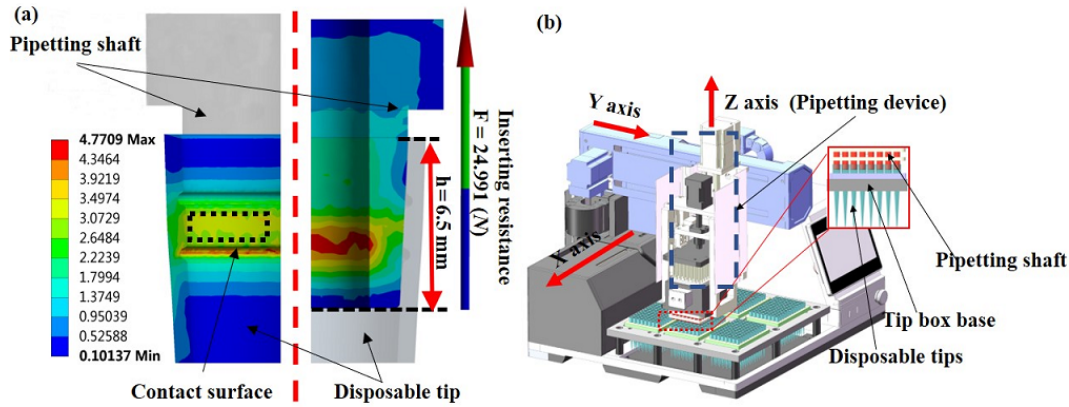 (a)
Pipetting shaft
4.7709 Max
4.3464
3.9219
3.4974
3.0729
2.6484
2.2239
1.7994
1.3749
0.95039
0.52588
0.10137 Min
h=6.5 mm
Inserting resistance
F = 24.991 (N)
Contact surface
Disposable tip
(b)
Y axis
Z axis (Pipetting device)
X axis
Pipetting shaft
Tip box base
Disposable tips